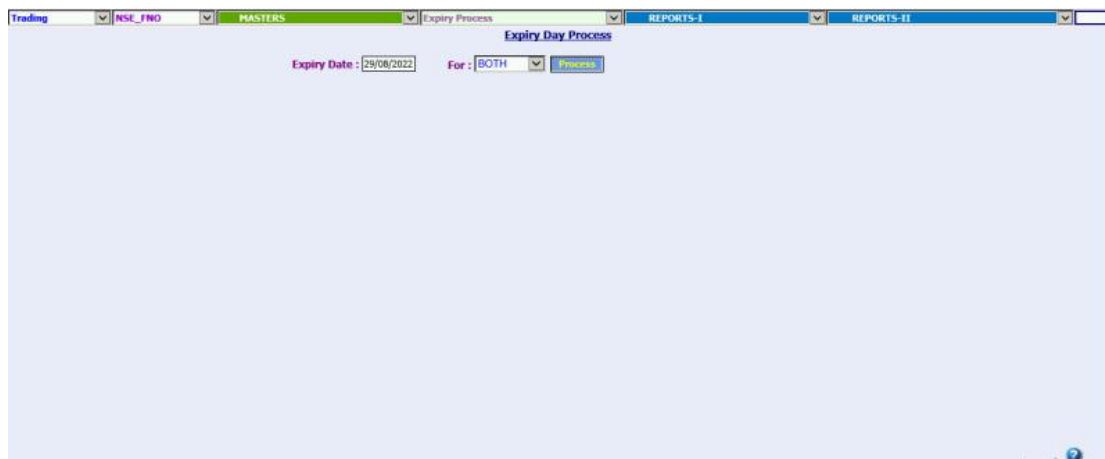 Trading NSE_FNO MASTERS Expiry Process REPORTS-I REPORTS-II
Expiry Day Process
Expiry Date : 29/08/2022 For : BOTH Process
?